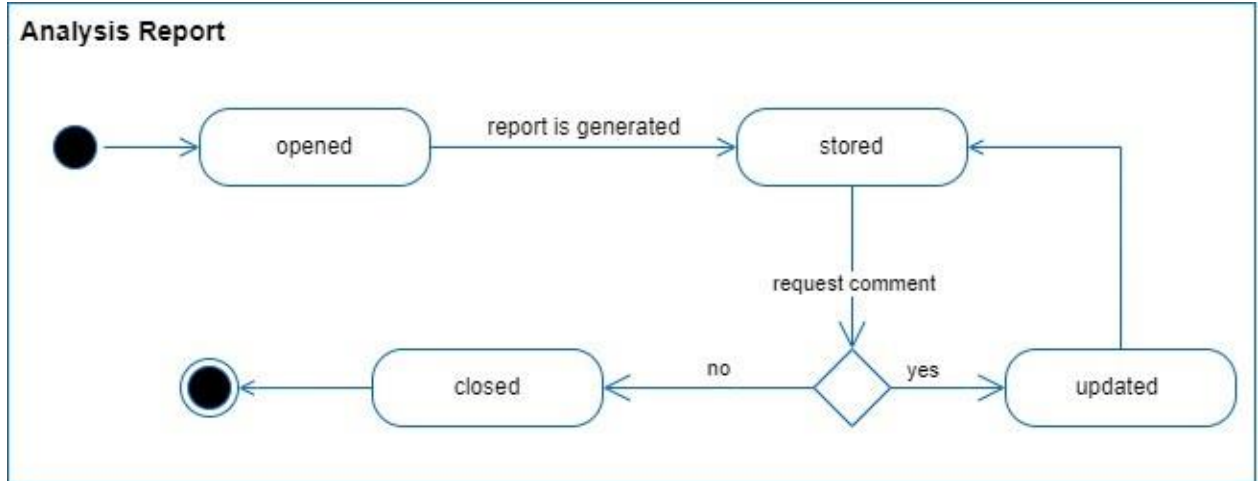 Analysis Report
opened
report is generated
stored
request comment
closed
no
yes
updated